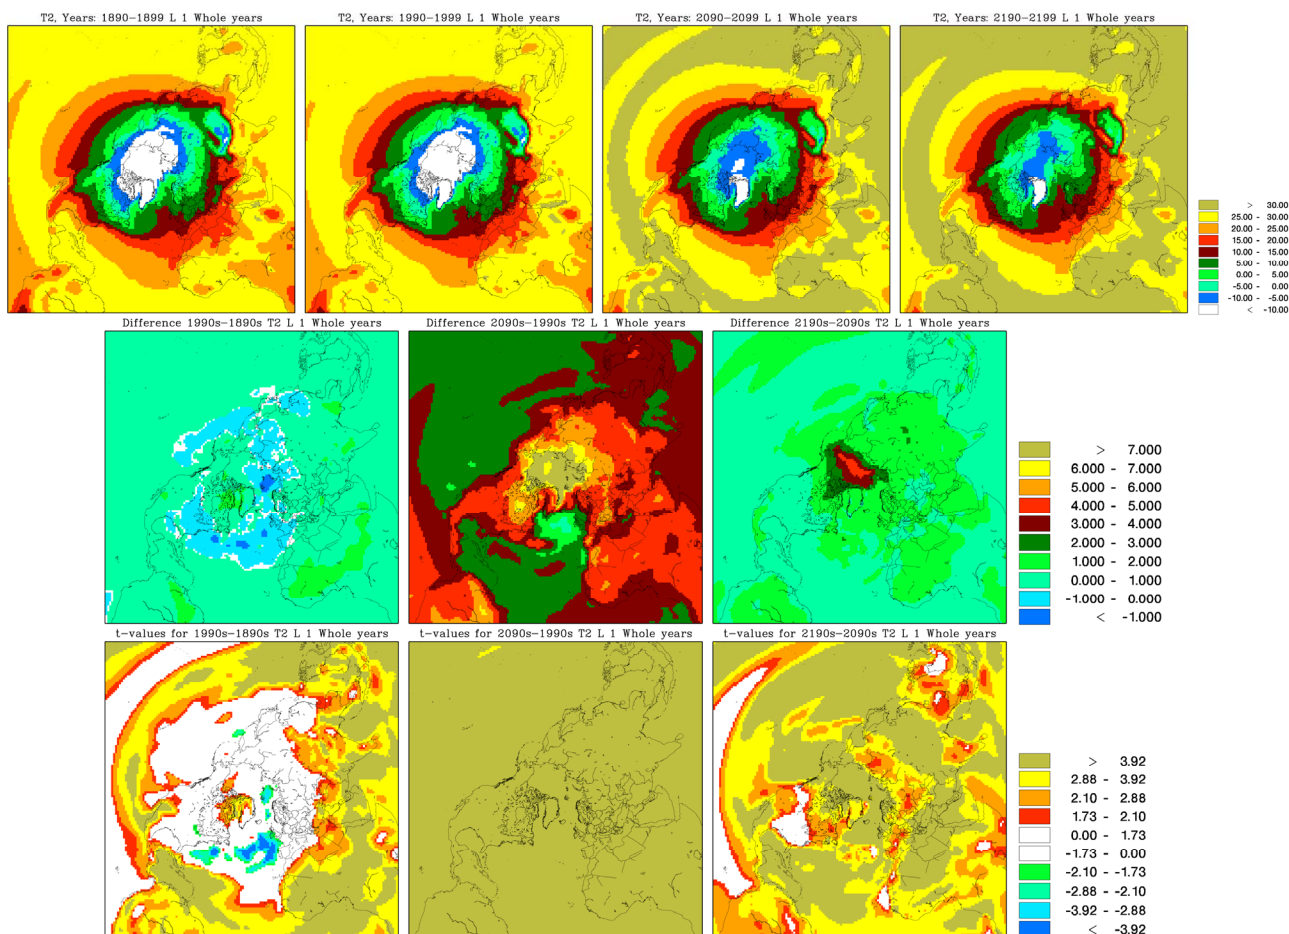 T2, Years: 1890-1899 L 1 Whole years
T2, Years: 1990-1999 L 1 Whole years
T2, Years: 2090-2099 L 1 Whole years
T2, Years: 2190-2199 L 1 Whole years
> 30.00
25.00 - 30.00
20.00 - 25.00
15.00 - 20.00
10.00 - 15.00
5.00 - 10.00
0.00 - 5.00
-5.00 - 0.00
-10.00 - -5.00
< -10.00
Difference 1990s-1890s T2 L 1 Whole years
Difference 2090s-1990s T2 L 1 Whole years
Difference 2190s-2090s T2 L 1 Whole years
> 7.000
6.000 - 7.000
5.000 - 6.000
4.000 - 5.000
3.000 - 4.000
2.000 - 3.000
1.000 - 2.000
0.000 - 1.000
-1.000 - 0.000
< -1.000
t-values for 1990s-1890s T2 L 1 Whole years
t-values for 2090s-1990s T2 L 1 Whole years
t-values for 2190s-2090s T2 L 1 Whole years
> 3.92
2.88 - 3.92
2.10 - 2.88
1.73 - 2.10
0.00 - 1.73
-1.73 - 0.00
-2.10 - -1.73
-2.88 - -2.10
-3.92 - -2.88
< -3.92